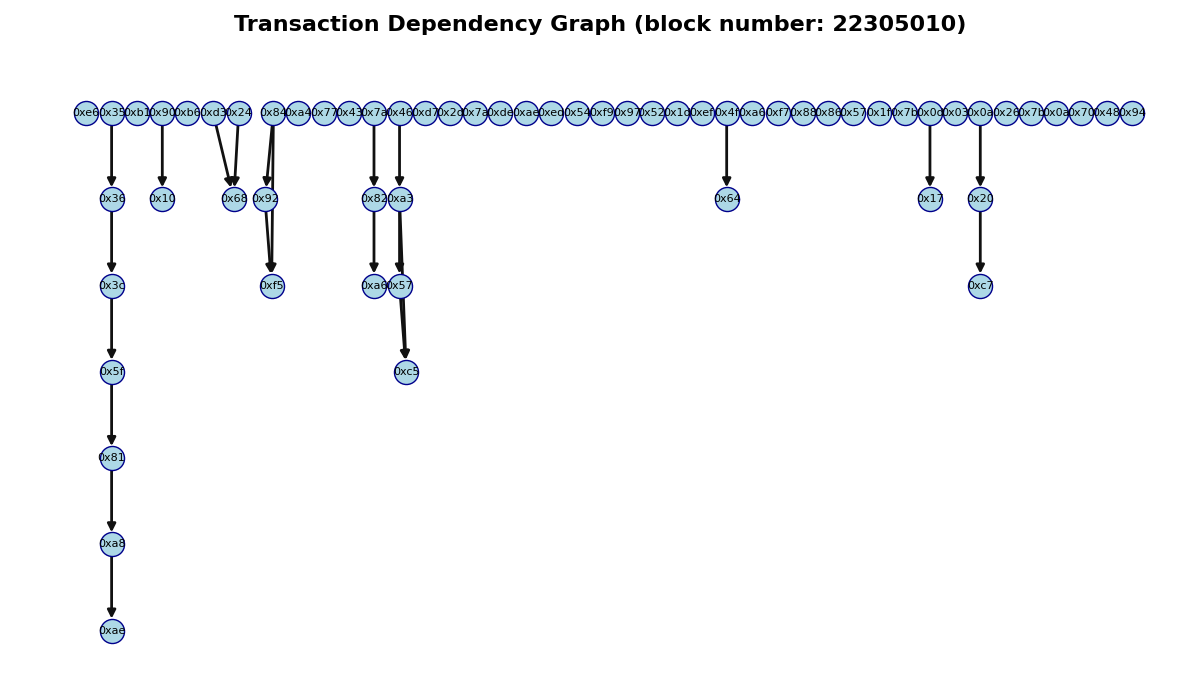 Transaction Dependency Graph (block number: 22305010)
0xe6 0x35 0xb1 0x90 0xb6 0xd3 0x24 0x84 0xa4 0x77 0x43 0x7a 0x46 0xd7 0x2d 0x7a 0xde 0xae 0xed 0x54 0xf9 0x97 0x52 0x1d 0xef 0x4f 0xa6 0xf7 0x88 0x86 0x57 0x1f 0x7b 0x0d 0x03 0x0a 0x26 0x7b 0x0a 0x70 0x48 0x94
0x36 0x10 0x68 0x92 0x82 0xa3 0x64 0x17 0x20
0x3c 0xf5 0xa6 0x57 0xc7
0x5f 0xc5
0x81
0xa8
0xae